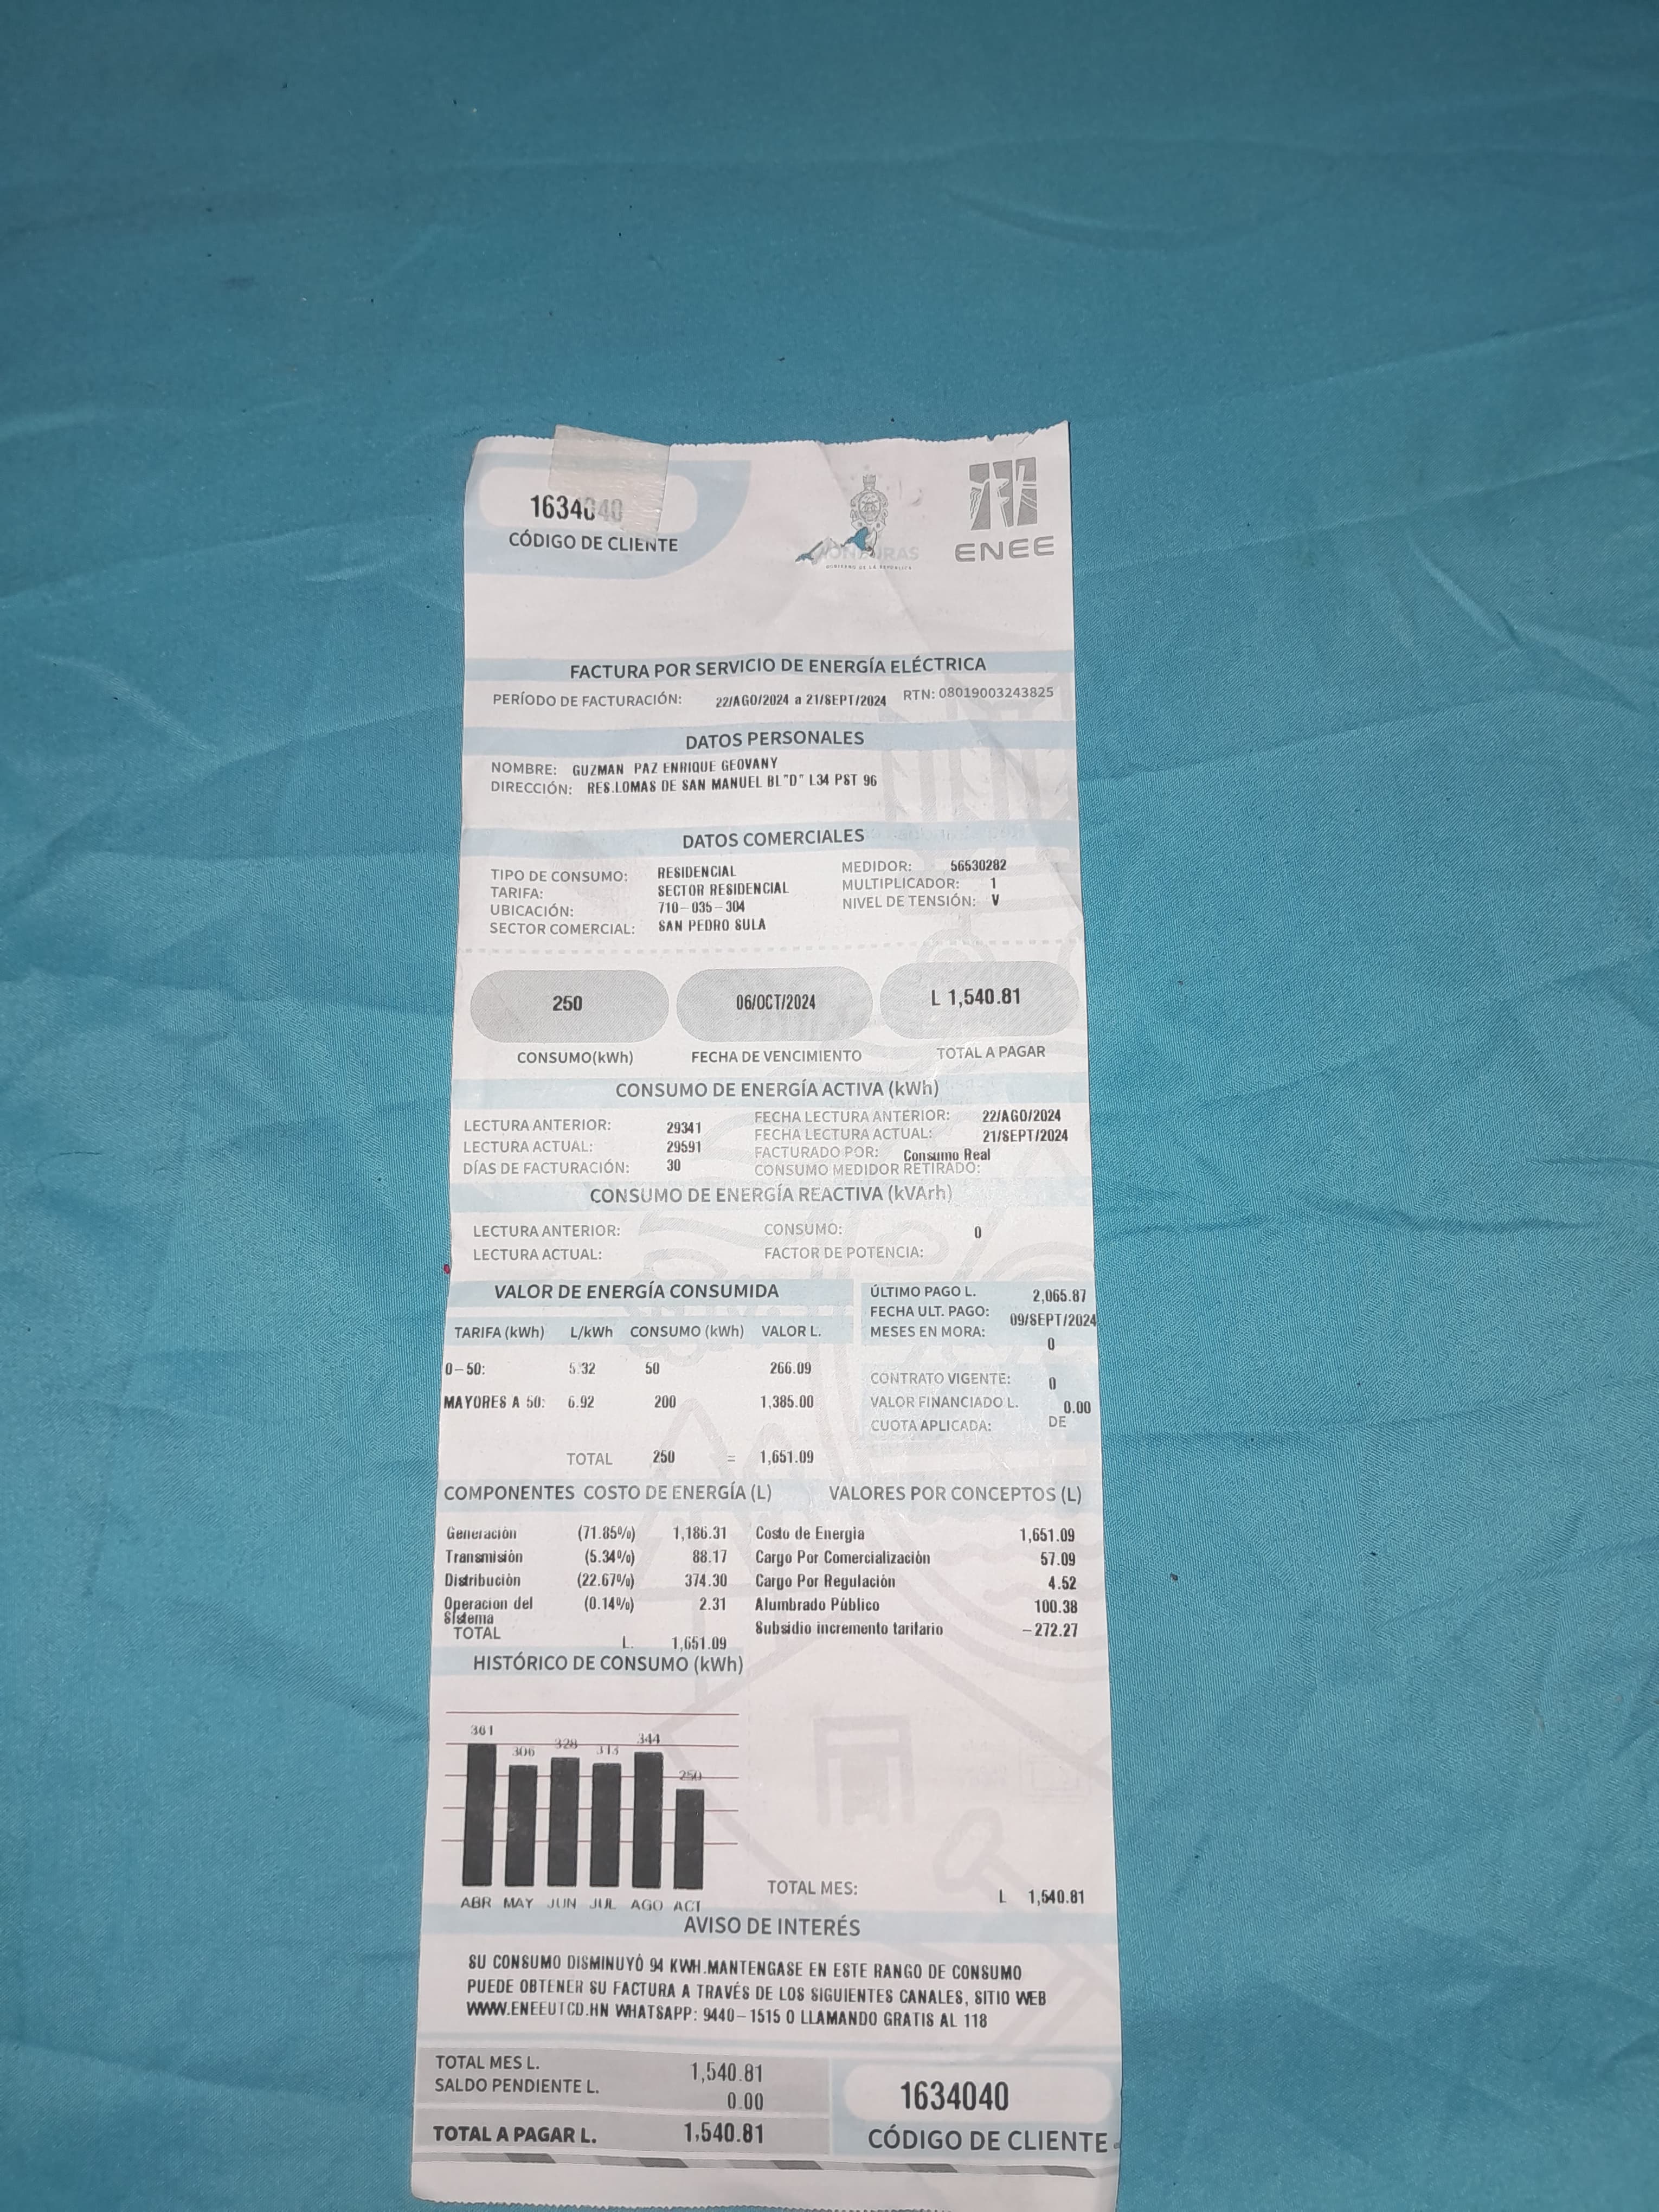 1634040
CÓDIGO DE CLIENTE
HONDURAS
GOBIERNO DE LA REPÚBLICA
ENEE
FACTURA POR SERVICIO DE ENERGÍA ELÉCTRICA
PERÍODO DE FACTURACIÓN: 22/AGO/2024 a 21/SEPT/2024 RTN: 08019003243825
DATOS PERSONALES
NOMBRE: GUZMAN PAZ ENRIQUE GEOVANY
DIRECCIÓN: RES.LOMAS DE SAN MANUEL BL"D" L34 PST 96
DATOS COMERCIALES
TIPO DE CONSUMO: RESIDENCIAL MEDIDOR: 56530282
TARIFA: SECTOR RESIDENCIAL MULTIPLICADOR: 1
UBICACIÓN: 710-035-304 NIVEL DE TENSIÓN: V
SECTOR COMERCIAL: SAN PEDRO SULA
250 06/OCT/2024 L 1,540.81
CONSUMO(kWh) FECHA DE VENCIMIENTO TOTAL A PAGAR
CONSUMO DE ENERGÍA ACTIVA (kWh)
LECTURA ANTERIOR: 29341 FECHA LECTURA ANTERIOR: 22/AGO/2024
LECTURA ACTUAL: 29591 FECHA LECTURA ACTUAL: 21/SEPT/2024
DÍAS DE FACTURACIÓN: 30 FACTURADO POR: Consumo Real
CONSUMO MEDIDOR RETIRADO:
CONSUMO DE ENERGÍA REACTIVA (kVArh)
LECTURA ANTERIOR: CONSUMO: 0
LECTURA ACTUAL: FACTOR DE POTENCIA:
VALOR DE ENERGÍA CONSUMIDA
TARIFA (kWh) L/kWh CONSUMO (kWh) VALOR L.
0-50: 5.32 50 266.09
MAYORES A 50: 6.92 200 1,385.00
TOTAL 250 = 1,651.09
ÚLTIMO PAGO L. 2,065.87
FECHA ULT. PAGO: 09/SEPT/2024
MESES EN MORA: 0
CONTRATO VIGENTE: 0
VALOR FINANCIADO L. 0.00
CUOTA APLICADA: DE
COMPONENTES COSTO DE ENERGÍA (L)
Generación (71.85%) 1,186.31
Transmisión (5.34%) 88.17
Distribución (22.67%) 374.30
Operacion del Sistema (0.14%) 2.31
TOTAL L. 1,651.09
VALORES POR CONCEPTOS (L)
Costo de Energia 1,651.09
Cargo Por Comercialización 57.09
Cargo Por Regulación 4.52
Alumbrado Público 100.38
Subsidio incremento tarifario -272.27
HISTÓRICO DE CONSUMO (kWh)
361 306 328 313 344 250
ABR MAY JUN JUL AGO ACT
TOTAL MES: L 1,540.81
AVISO DE INTERÉS
SU CONSUMO DISMINUYÓ 94 KWH.MANTENGASE EN ESTE RANGO DE CONSUMO
PUEDE OBTENER SU FACTURA A TRAVÉS DE LOS SIGUIENTES CANALES, SITIO WEB
WWW.ENEEUTCD.HN WHATSAPP: 9440-1515 O LLAMANDO GRATIS AL 118
TOTAL MES L. 1,540.81
SALDO PENDIENTE L. 0.00
TOTAL A PAGAR L. 1,540.81
1634040
CÓDIGO DE CLIENTE